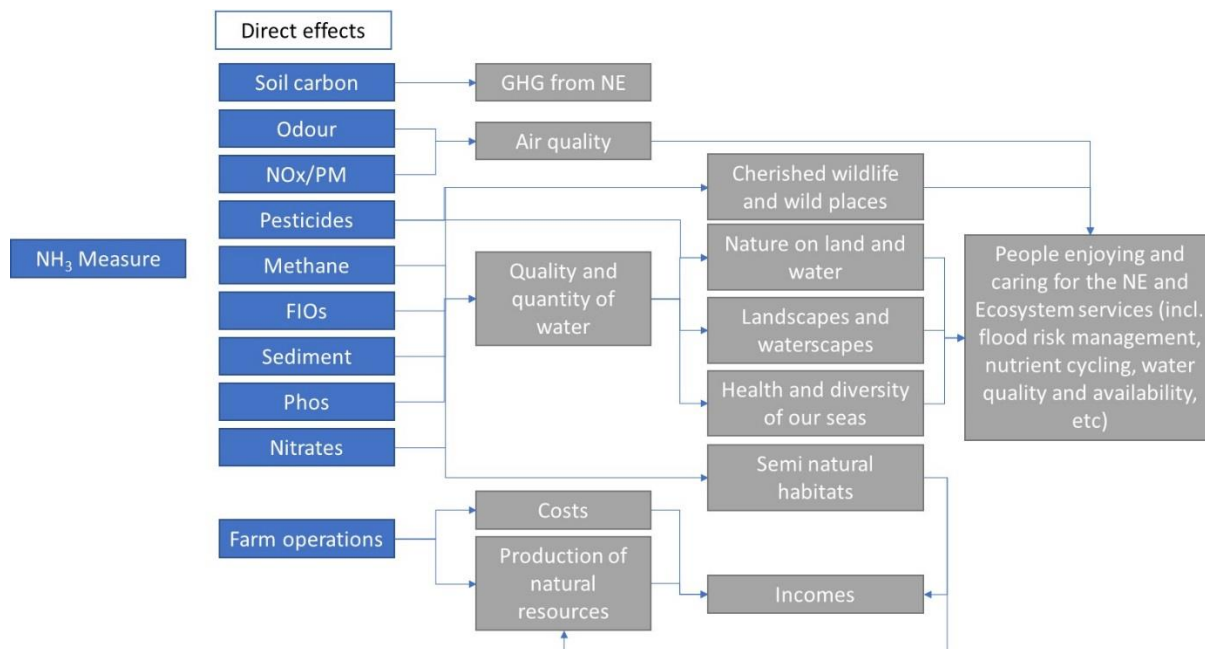 Direct effects
Soil carbon
GHG from NE
Odour
Air quality
NOx/PM
Cherished wildlife
and wild places
Pesticides
NH₃ Measure
Methane
Quality and
quantity of
water
Nature on land and
water
People enjoying and
caring for the NE and
Ecosystem services (incl.
flood risk management,
nutrient cycling, water
quality and availability,
etc)
FIOs
Landscapes and
waterscapes
Sediment
Phos
Health and diversity
of our seas
Nitrates
Semi natural
habitats
Costs
Farm operations
Production of
natural
resources
Incomes